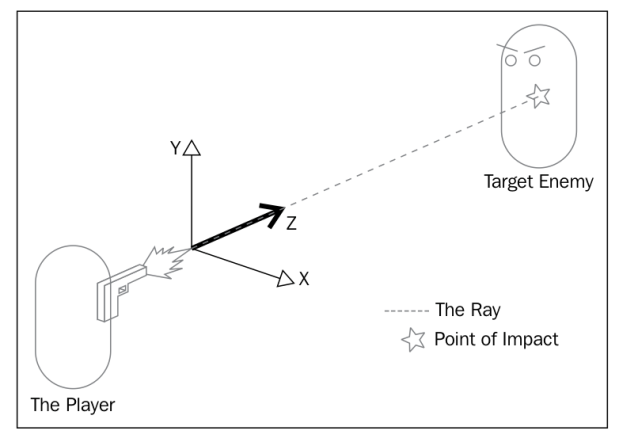 Y
Target Enemy
Z
X
The Ray
Point of Impact
The Player